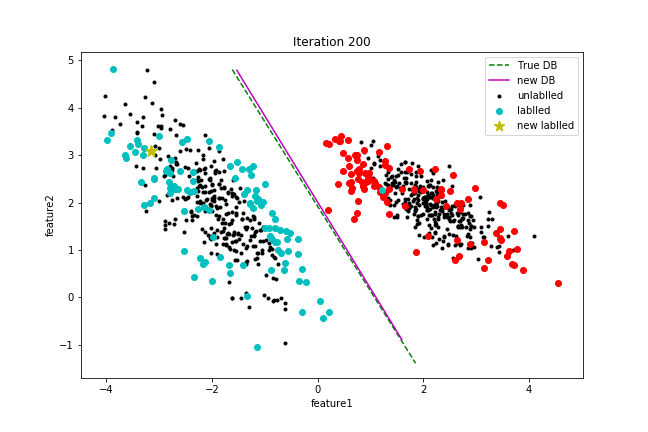 Iteration 200
True DB
new DB
unlablled
lablled
new lablled
5
4
3
2
1
0
−1
feature2
−4
−2
0
2
4
feature1